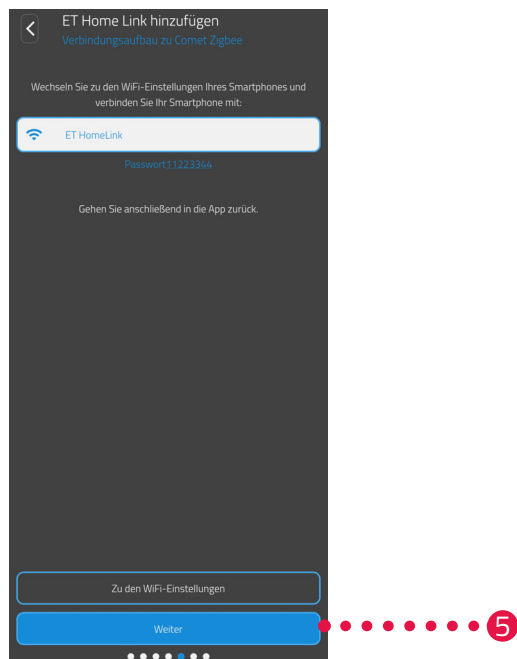 ET Home Link hinzufügen
Verbindungsaufbau zu Comet Zigbee
Wechseln Sie zu den WiFi-Einstellungen Ihres Smartphones und
verbinden Sie Ihr Smartphone mit:
ET HomeLink
Passwort11223344
Gehen Sie anschließend in die App zurück.
Zu den WiFi-Einstellungen
Weiter
5